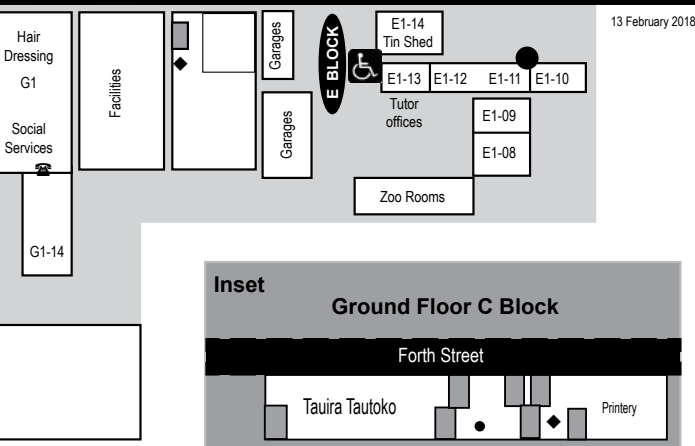 13 February 2018
Hair
Dressing
G1
Social
Services
G1-14
Facilities
Garages
Garages
E BLOCK
E1-14
Tin Shed
E1-13
E1-12
E1-11
E1-10
Tutor
offices
E1-09
E1-08
Zoo Rooms
Inset
Ground Floor C Block
Forth Street
Tauira Tautoko
Printery